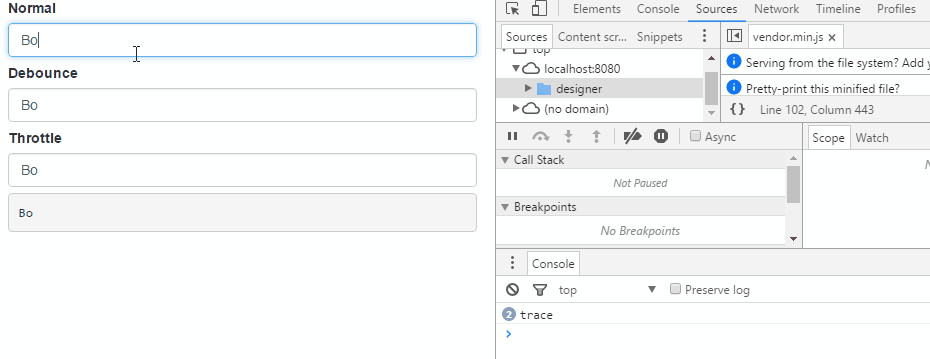 Normal
Bo
Debounce
Bo
Throttle
Bo
Bo
Elements Console Sources Network Timeline Profiles
Sources Content scr... Snippets
vendor.min.js ×
top
localhost:8080
designer
(no domain)
Serving from the file system? Add y
Pretty-print this minified file?
{} Line 102, Column 443
Async
Scope Watch
Call Stack
Not Paused
Breakpoints
No Breakpoints
Console
top
Preserve log
2 trace